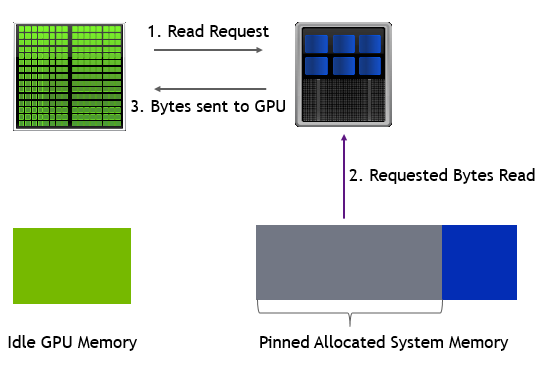 1. Read Request
3. Bytes sent to GPU
2. Requested Bytes Read
Idle GPU Memory
Pinned Allocated System Memory